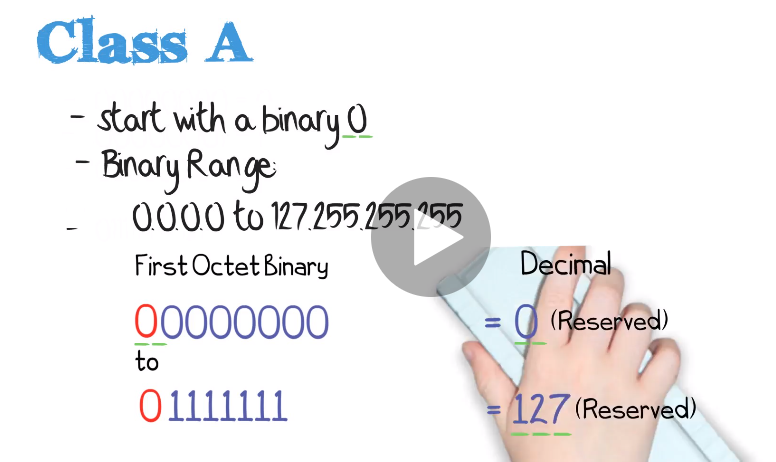 Class A
- start with a binary 0
- Binary Range:
- 0.0.0.0 to 127.255.255.255
First Octet Binary Decimal
00000000 = 0 (Reserved)
to
01111111 = 127 (Reserved)